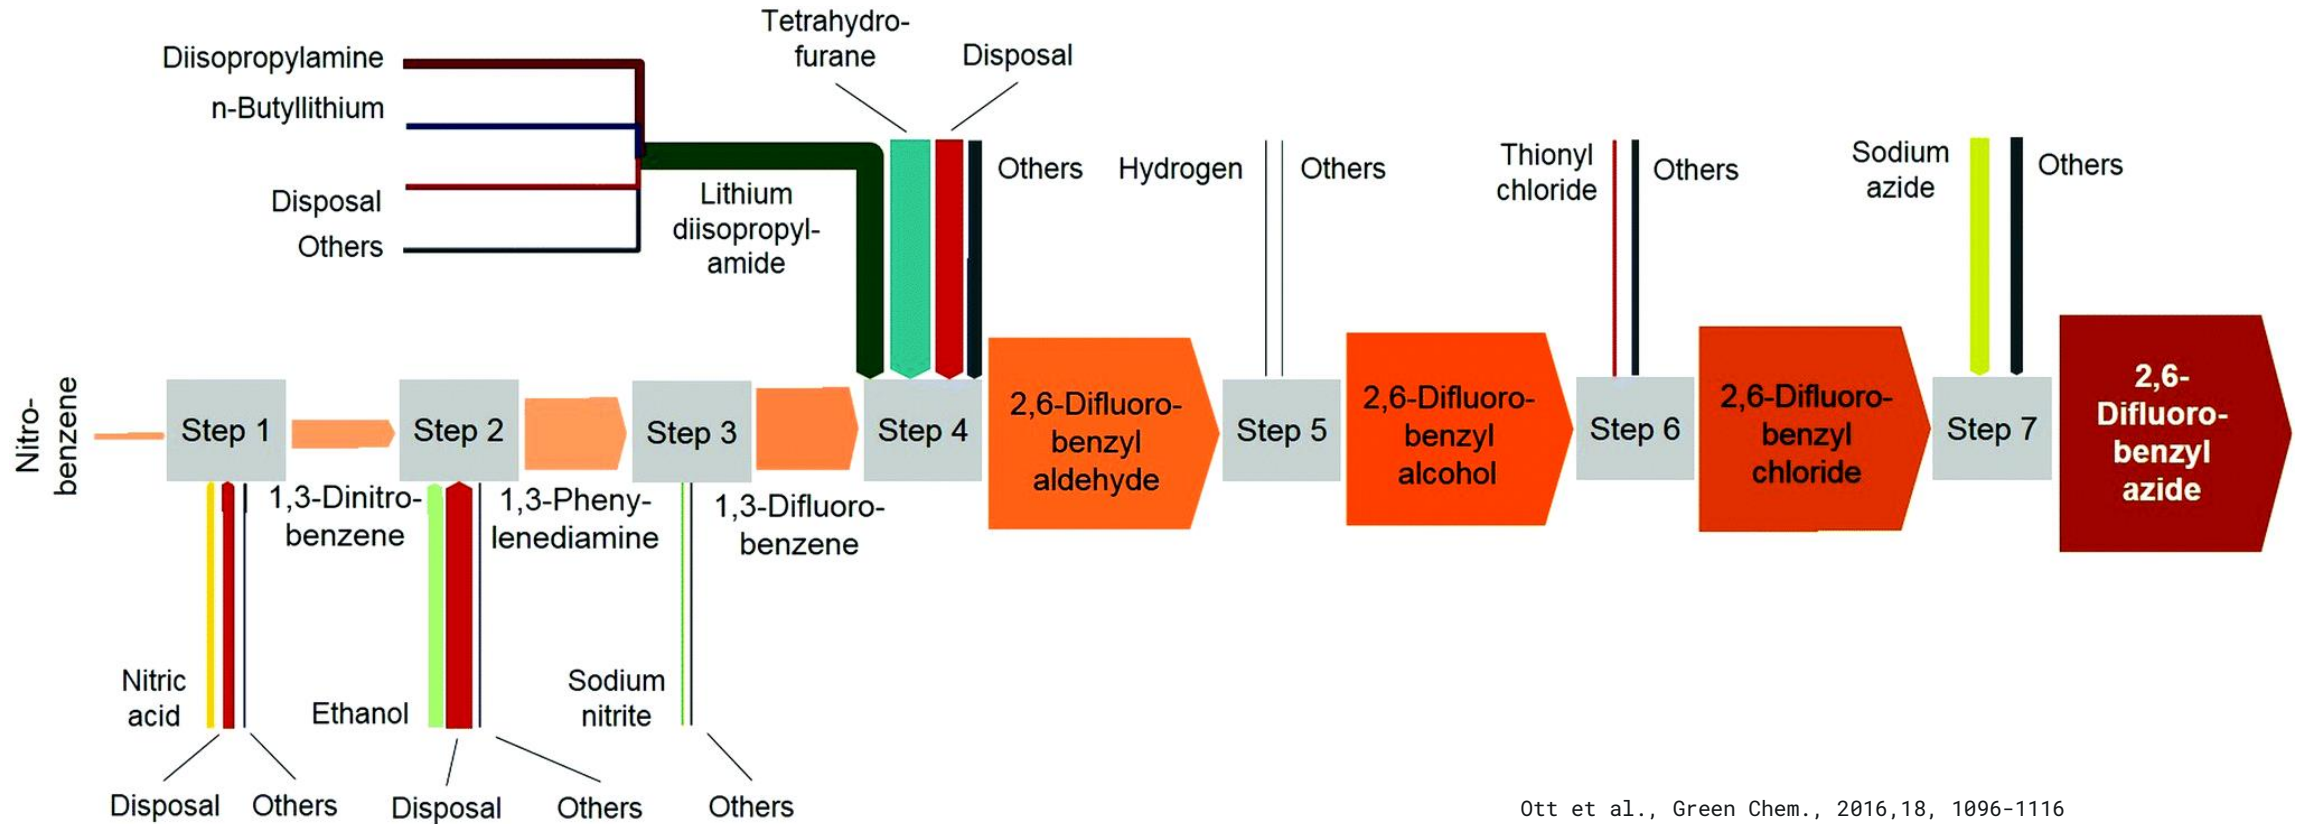 Tetrahydro-
furane
Disposal
Diisopropylamine
n-Butyllithium
Disposal
Others
Lithium
diisopropyl-
amide
Others
Hydrogen
Others
Thionyl
chloride
Others
Sodium
azide
Others
Nitro-
benzene
Step 1
1,3-Dinitro-
benzene
Step 2
1,3-Pheny-
lenediamine
Step 3
1,3-Difluoro-
benzene
Step 4
2,6-Difluoro-
benzyl
aldehyde
Step 5
2,6-Difluoro-
benzyl
alcohol
Step 6
2,6-Difluoro-
benzyl
chloride
Step 7
2,6-
Difluoro-
benzyl
azide
Nitric
acid
Disposal
Others
Ethanol
Disposal
Others
Sodium
nitrite
Others
Ott et al., Green Chem., 2016,18, 1096-1116